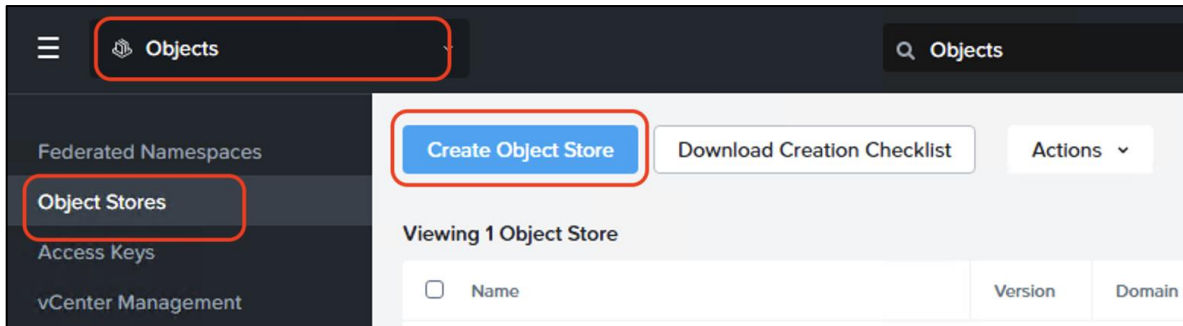 Objects
Objects
Federated Namespaces
Object Stores
Access Keys
vCenter Management
Create Object Store
Download Creation Checklist
Actions
Viewing 1 Object Store
Name
Version
Domain